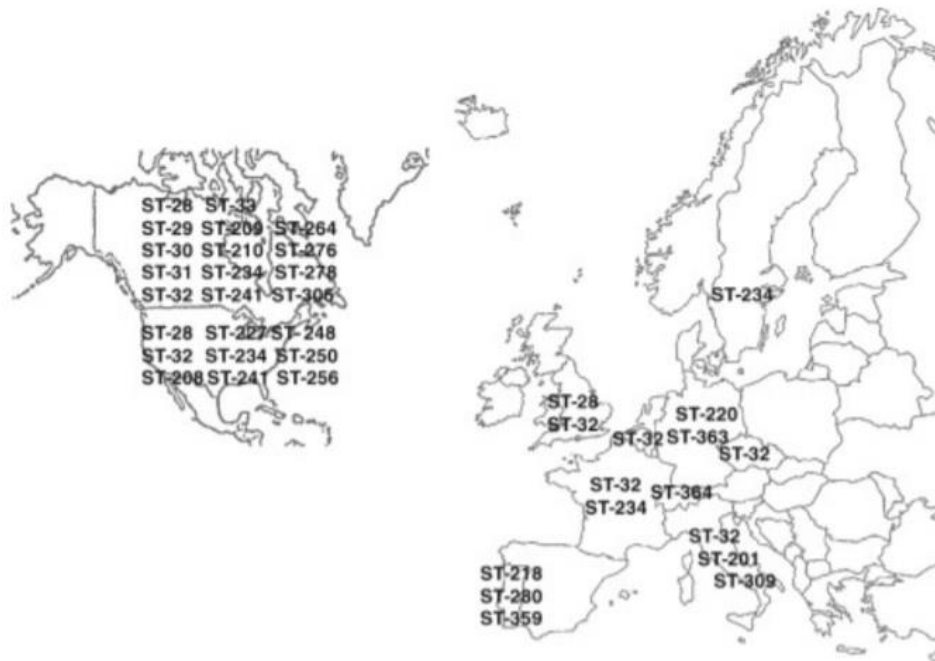 ST-28 ST-33
ST-29 ST-209 ST-264
ST-30 ST-210 ST-276
ST-31 ST-234 ST-278
ST-32 ST-241 ST-306
ST-28 ST-227 ST-248
ST-32 ST-234 ST-250
ST-208 ST-241 ST-256
ST-234
ST-28
ST-32
ST-220
ST-32 ST-363
ST-32
ST-32
ST-234
ST-364
ST-32
ST-201
ST-309
ST-218
ST-280
ST-359